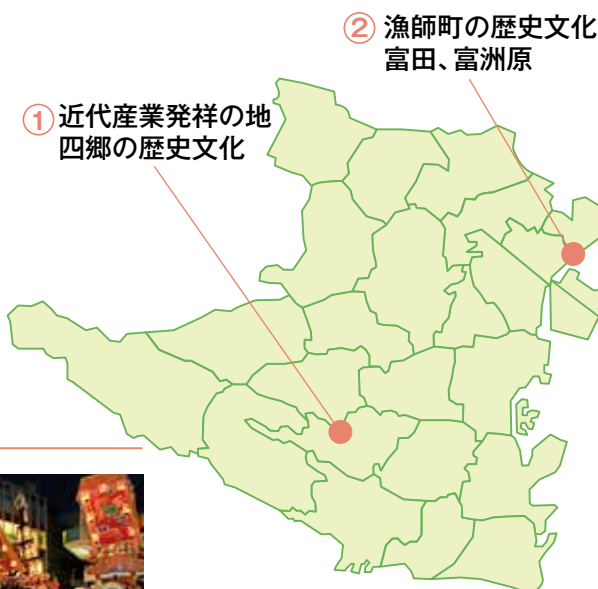 ② 漁師町の歴史文化
富田、富洲原
① 近代産業発祥の地
四郷の歴史文化